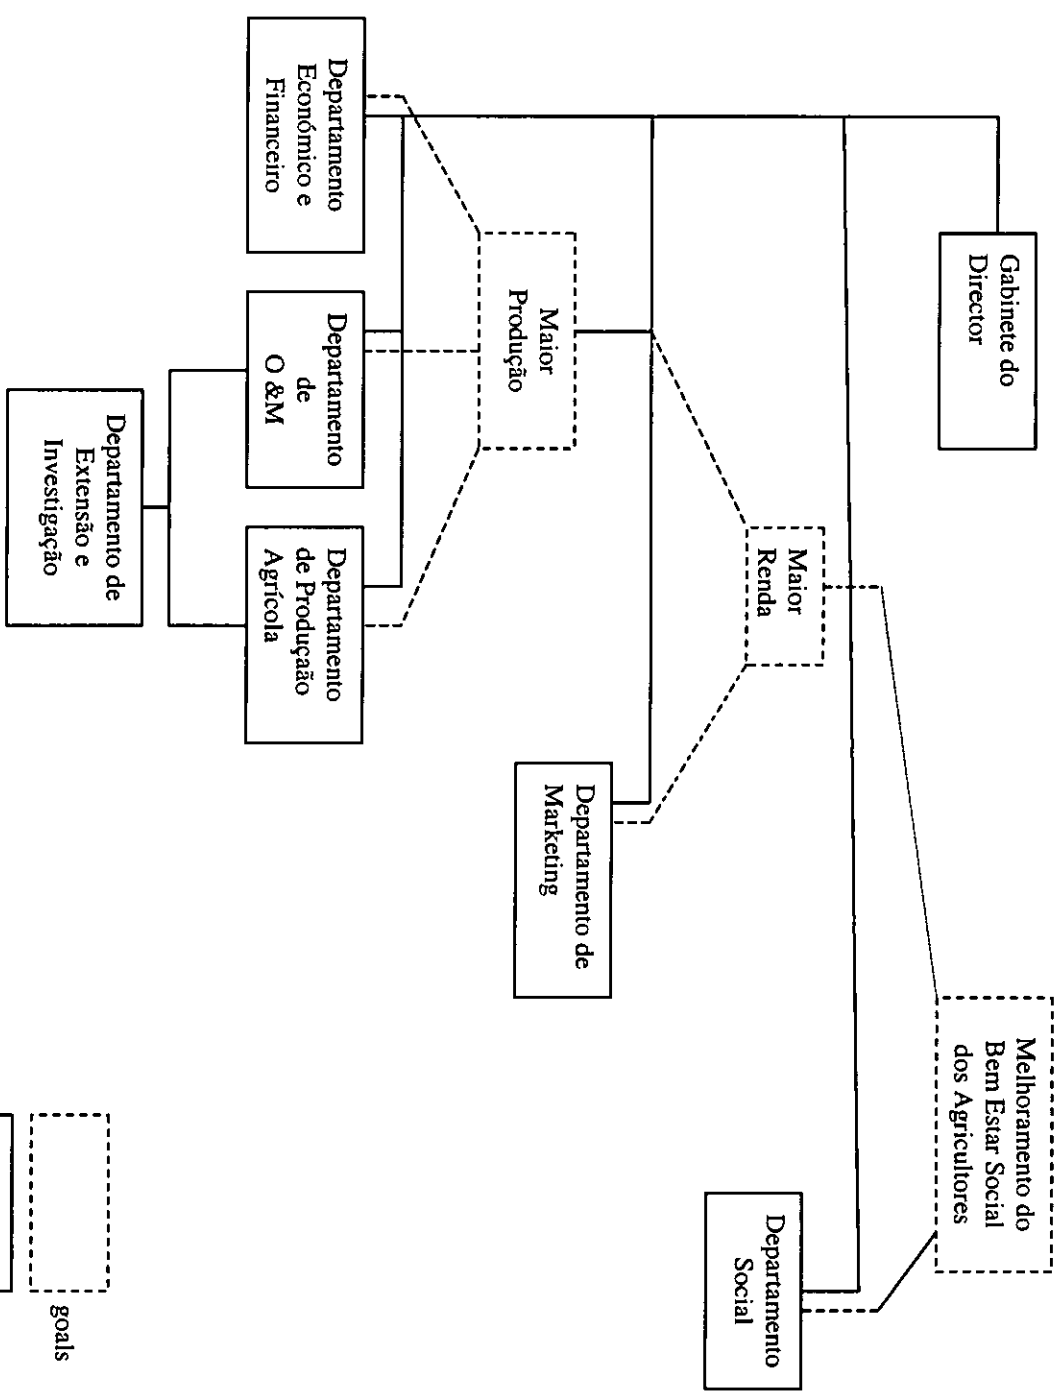 Gabinete do
Director
Melhoramento do
Bem Estar Social
dos Agricultores
Maior
Renda
Departamento
Social
Maior
Produção
Departamento de
Marketing
Departamento
Económico e
Financeiro
Departamento
de
O &M
Departamento
de Produçaão
Agrícola
Departamento de
Extensão e
Investigação
goals